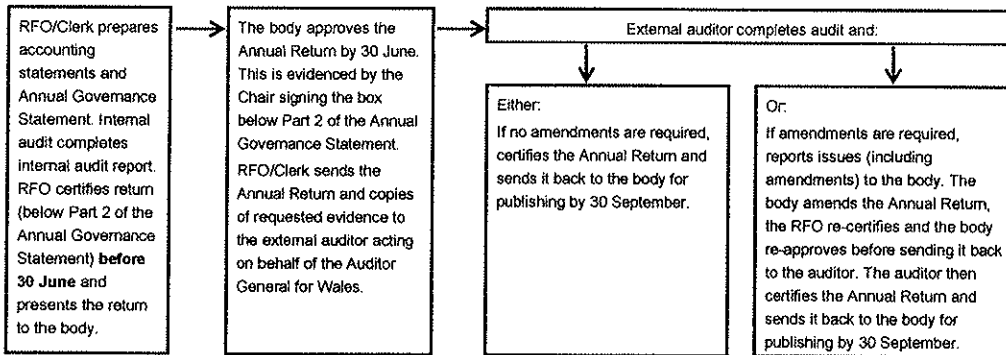 RFO/Clerk prepares
accounting
statements and
Annual Governance
Statement. Internal
audit completes
internal audit report.
RFO certifies return
(below Part 2 of the
Annual Governance
Statement) before
30 June and
presents the return
to the body.
The body approves the
Annual Return by 30 June.
This is evidenced by the
Chair signing the box
below Part 2 of the Annual
Governance Statement.
RFO/Clerk sends the
Annual Return and copies
of requested evidence to
the external auditor acting
on behalf of the Auditor
General for Wales.
External auditor completes audit and:
Either:
If no amendments are required,
certifies the Annual Return and
sends it back to the body for
publishing by 30 September.
Or:
If amendments are required,
reports issues (including
amendments) to the body. The
body amends the Annual Return,
the RFO re-certifies and the body
re-approves before sending it back
to the auditor. The auditor then
certifies the Annual Return and
sends it back to the body for
publishing by 30 September.